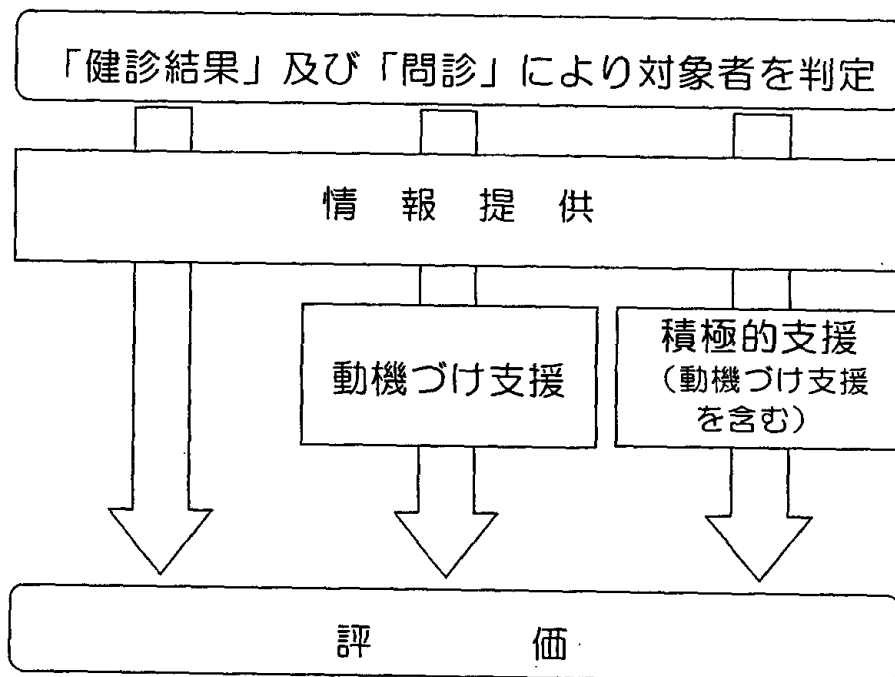 「健診結果」及び「問診」により対象者を判定
情報提供
動機づけ支援
積極的支援
（動機づけ支援
を含む）
評価